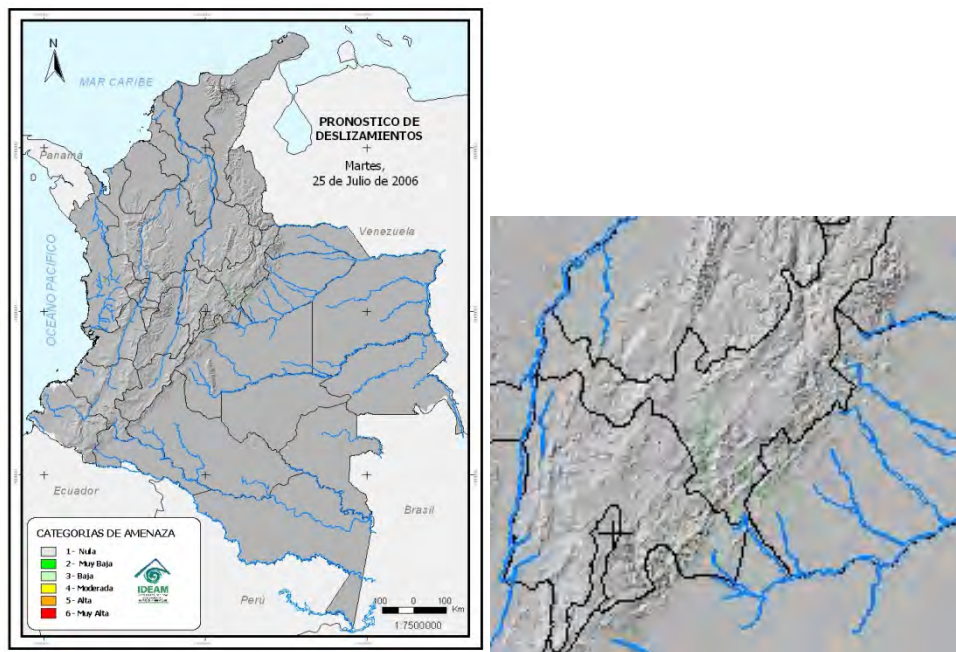 N
MAR CARIBE
PRONOSTICO DE
DESLIZAMIENTOS
Martes,
25 de Julio de 2006
Panamá
Venezuela
OCEANO PACIFICO
Ecuador
Brasil
Perú
CATEGORIAS DE AMENAZA
1 - Nula
2 - Muy Baja
3 - Baja
4 - Moderada
5 - Alta
6 - Muy Alta
IDEAM
100 0 100
Km
1:7500000